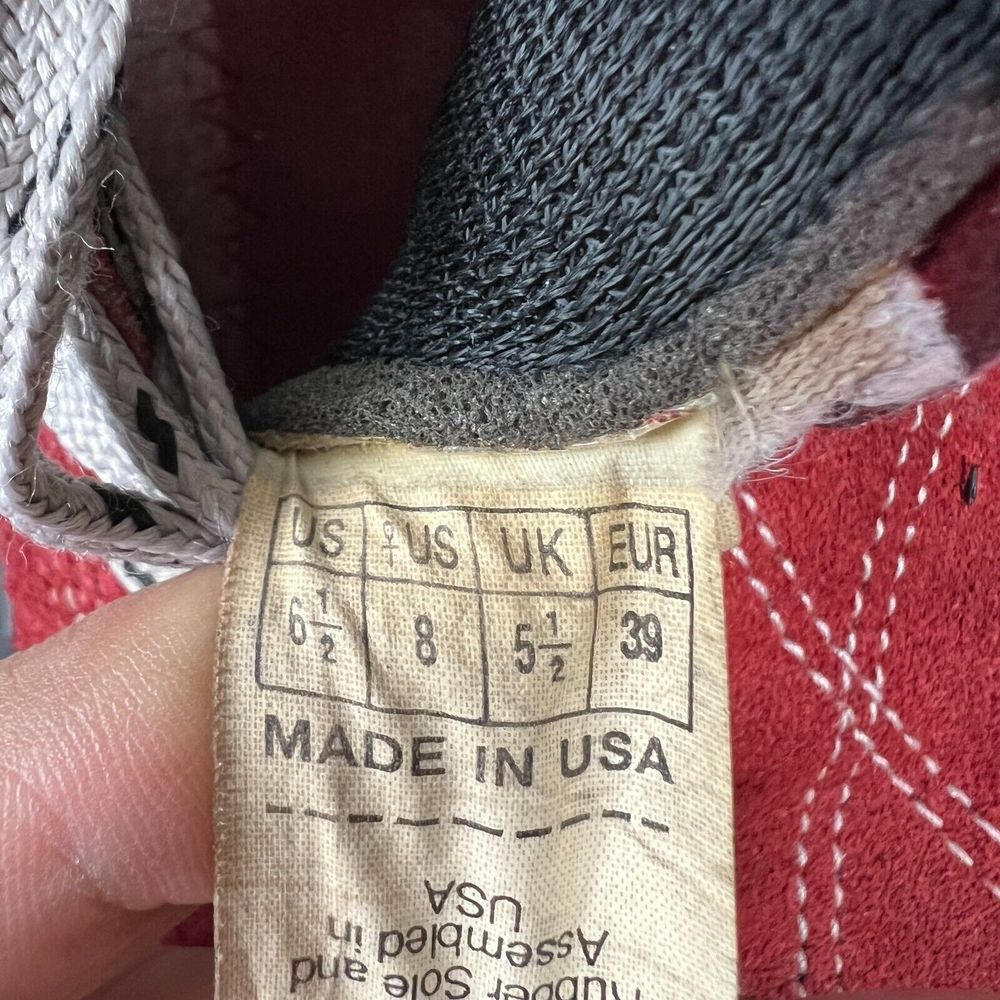 US ♀US UK EUR
6 1/2 8 5 1/2 39
MADE IN USA
Sole and
Assembled in
USA